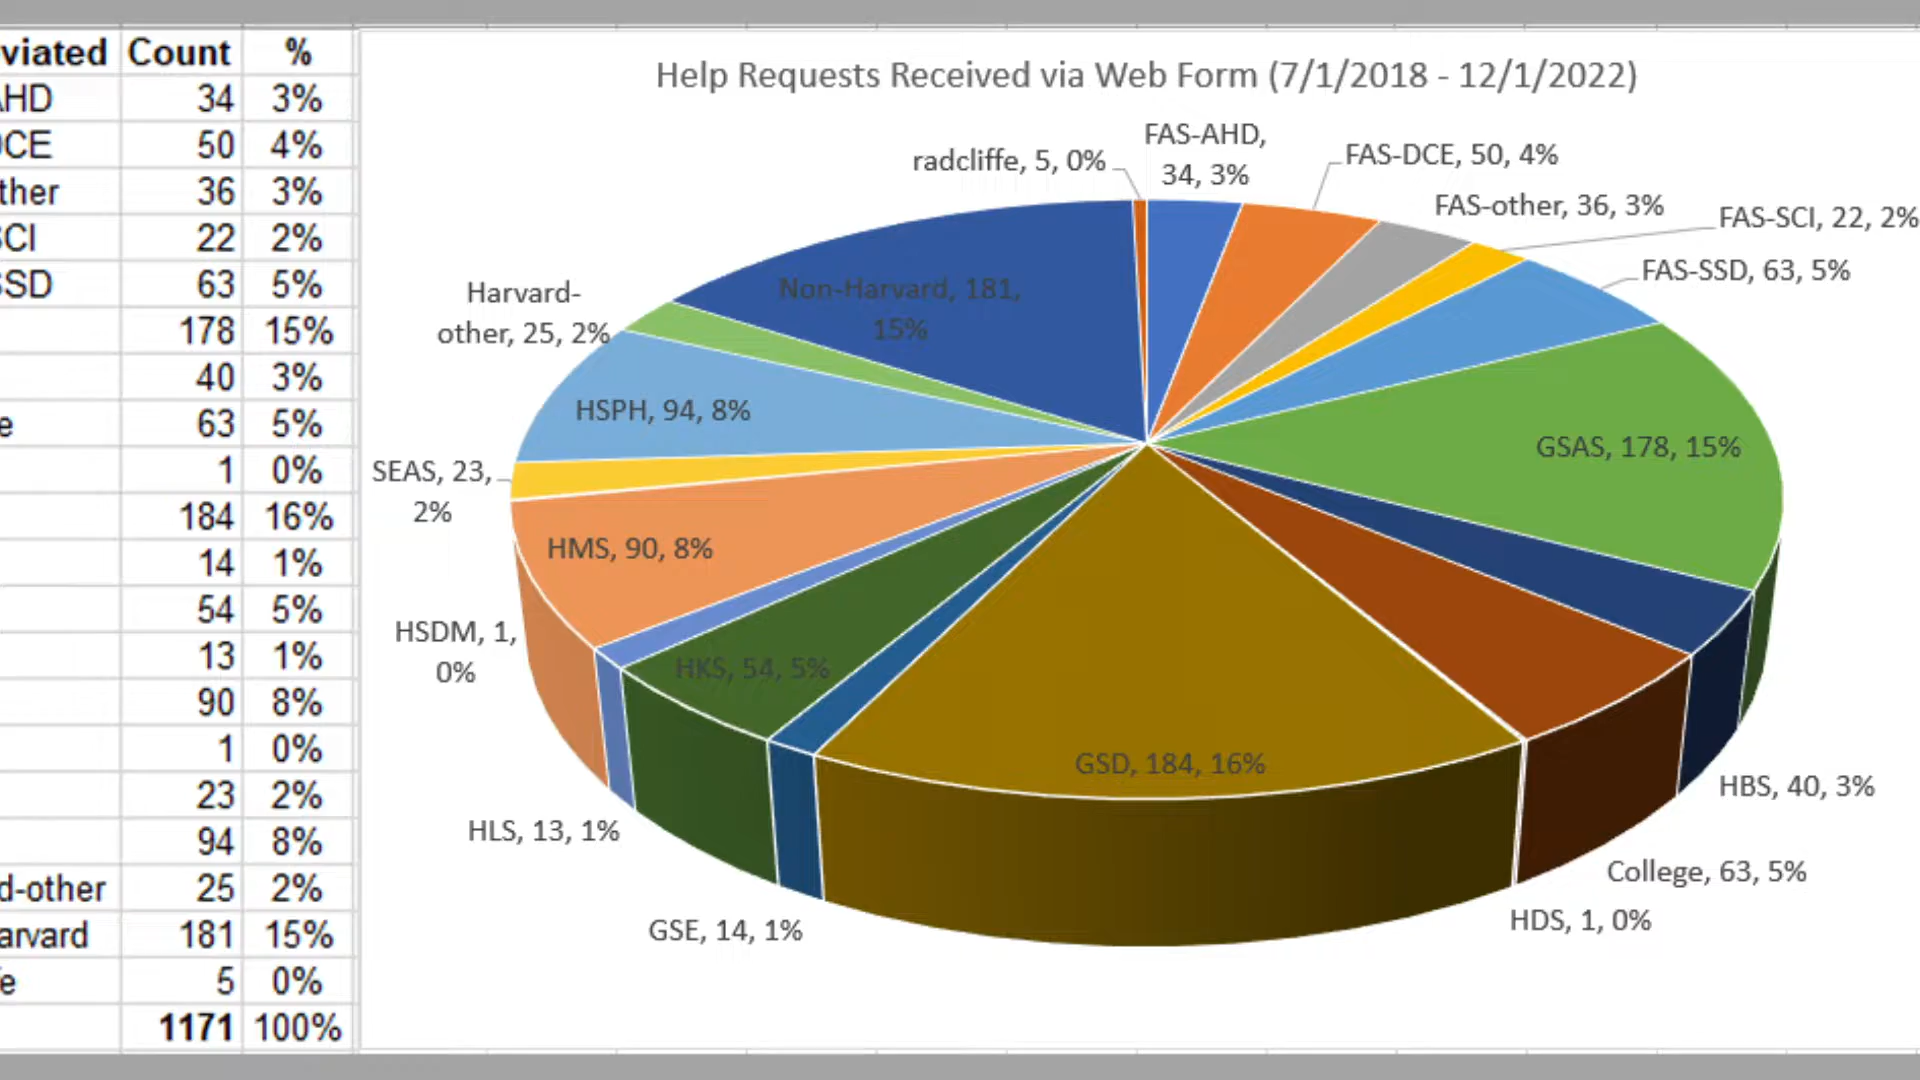 viated Count %
AHD 34 3%
DCE 50 4%
ther 36 3%
SCI 22 2%
SSD 63 5%
178 15%
40 3%
e 63 5%
1 0%
184 16%
14 1%
54 5%
13 1%
90 8%
1 0%
23 2%
94 8%
d-other 25 2%
arvard 181 15%
fe 5 0%
1171 100%
Help Requests Received via Web Form (7/1/2018 - 12/1/2022)
radcliffe, 5, 0%
FAS-AHD,
34, 3%
FAS-DCE, 50, 4%
FAS-other, 36, 3%
FAS-SCI, 22, 2%
FAS-SSD, 63, 5%
GSAS, 178, 15%
HBS, 40, 3%
College, 63, 5%
HDS, 1, 0%
GSD, 184, 16%
GSE, 14, 1%
HKS, 54, 5%
HLS, 13, 1%
HMS, 90, 8%
HSDM, 1,
0%
SEAS, 23,
2%
HSPH, 94, 8%
Harvard-
other, 25, 2%
Non-Harvard, 181,
15%